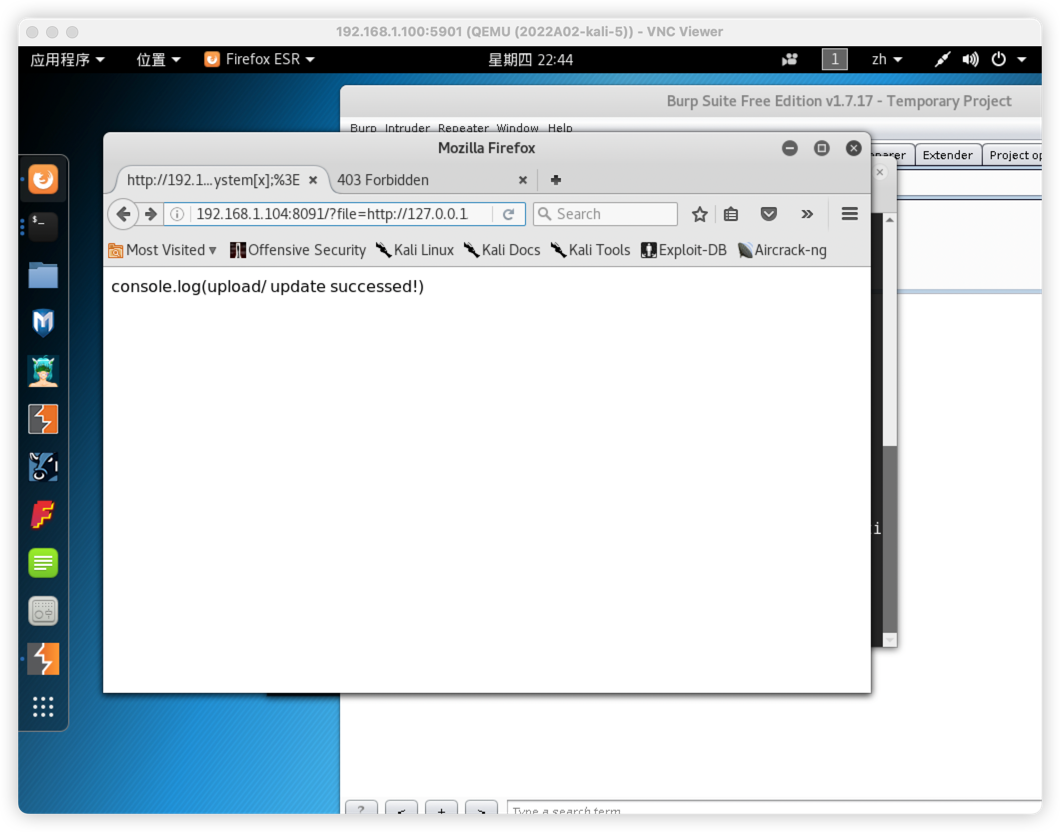 192.168.1.100:5901 (QEMU (2022A02-kali-5)) - VNC Viewer
应用程序 位置 Firefox ESR 星期四 22:44 1 zh
Burp Suite Free Edition v1.7.17 - Temporary Project
Burp Intruder Repeater Window Help
Mozilla Firefox
Extender Project op
http://192.1...ystem[x];%3E 403 Forbidden
192.168.1.104:8091/?file=http://127.0.0.1 Search
Most Visited Offensive Security Kali Linux Kali Docs Kali Tools Exploit-DB Aircrack-ng
console.log(upload/ update successed!)
? < + > Type a search term